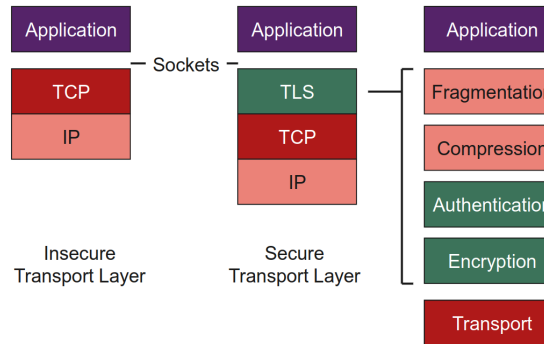 Application
Application
Application
Sockets
TCP
TLS
Fragmentation
IP
TCP
Compression
IP
Authentication
Insecure
Transport Layer
Secure
Transport Layer
Encryption
Transport